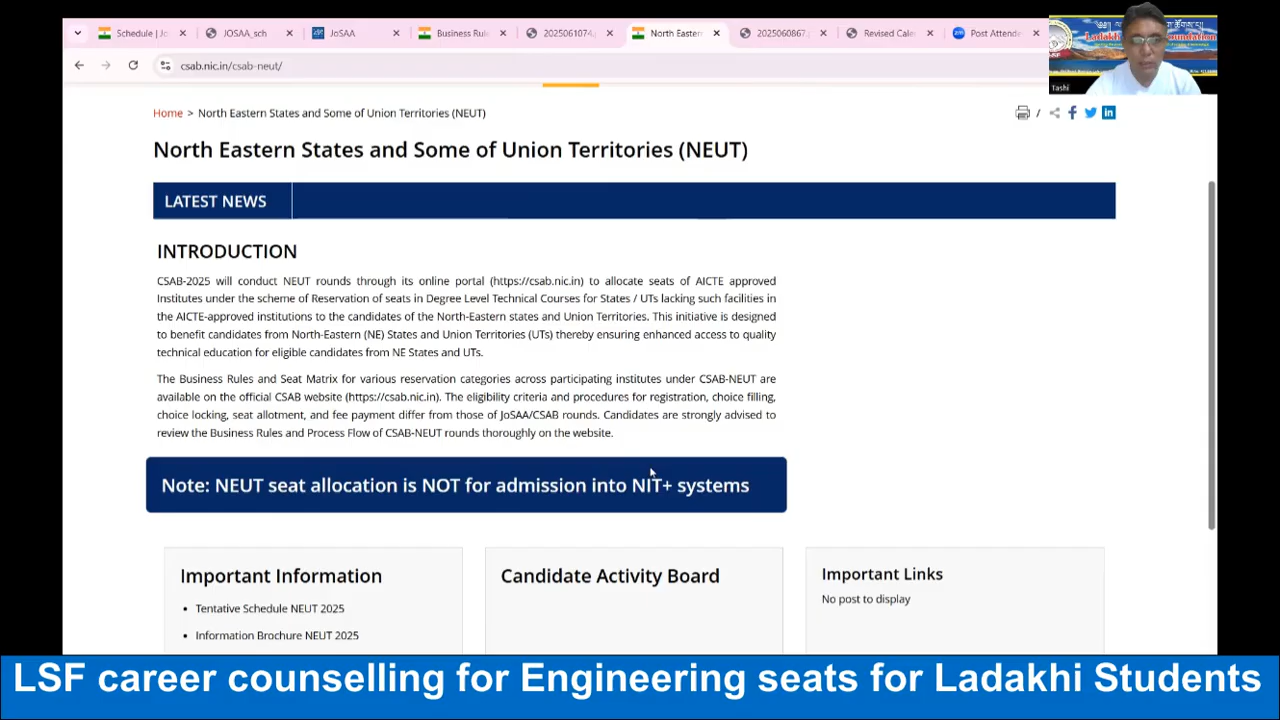 Schedule | Jo
JOSAA_sch
JoSAA
Business Rule
2025061074.
North Eastern
2025060867.
Revised Cale
Post Attende
csab.nic.in/csab-neut/
Tashi
Home > North Eastern States and Some of Union Territories (NEUT)
North Eastern States and Some of Union Territories (NEUT)
LATEST NEWS
INTRODUCTION
CSAB-2025 will conduct NEUT rounds through its online portal (https://csab.nic.in) to allocate seats of AICTE approved
Institutes under the scheme of Reservation of seats in Degree Level Technical Courses for States / UTs lacking such facilities in
the AICTE-approved institutions to the candidates of the North-Eastern states and Union Territories. This initiative is designed
to benefit candidates from North-Eastern (NE) States and Union Territories (UTs) thereby ensuring enhanced access to quality
technical education for eligible candidates from NE States and UTs.
The Business Rules and Seat Matrix for various reservation categories across participating institutes under CSAB-NEUT are
available on the official CSAB website (https://csab.nic.in). The eligibility criteria and procedures for registration, choice filling,
choice locking, seat allotment, and fee payment differ from those of JoSAA/CSAB rounds. Candidates are strongly advised to
review the Business Rules and Process Flow of CSAB-NEUT rounds thoroughly on the website.
Note: NEUT seat allocation is NOT for admission into NIT+ systems
Important Information
Candidate Activity Board
Important Links
No post to display
• Tentative Schedule NEUT 2025
• Information Brochure NEUT 2025
LSF career counselling for Engineering seats for Ladakhi Students